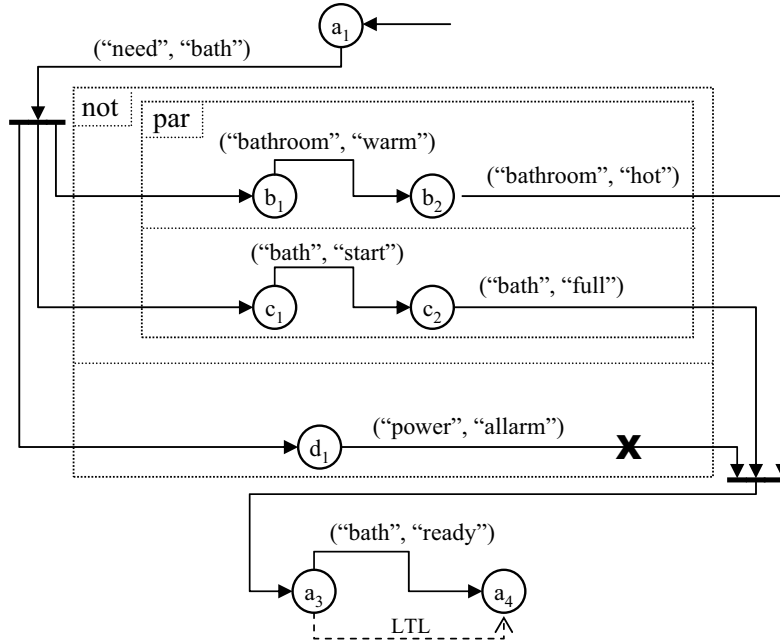 a1
(“need”, “bath”)
not
par
(“bathroom”, “warm”)
b1
b2
(“bathroom”, “hot”)
(“bath”, “start”)
c1
c2
(“bath”, “full”)
d1
(“power”, “allarm”)
(“bath”, “ready”)
a3
a4
LTL